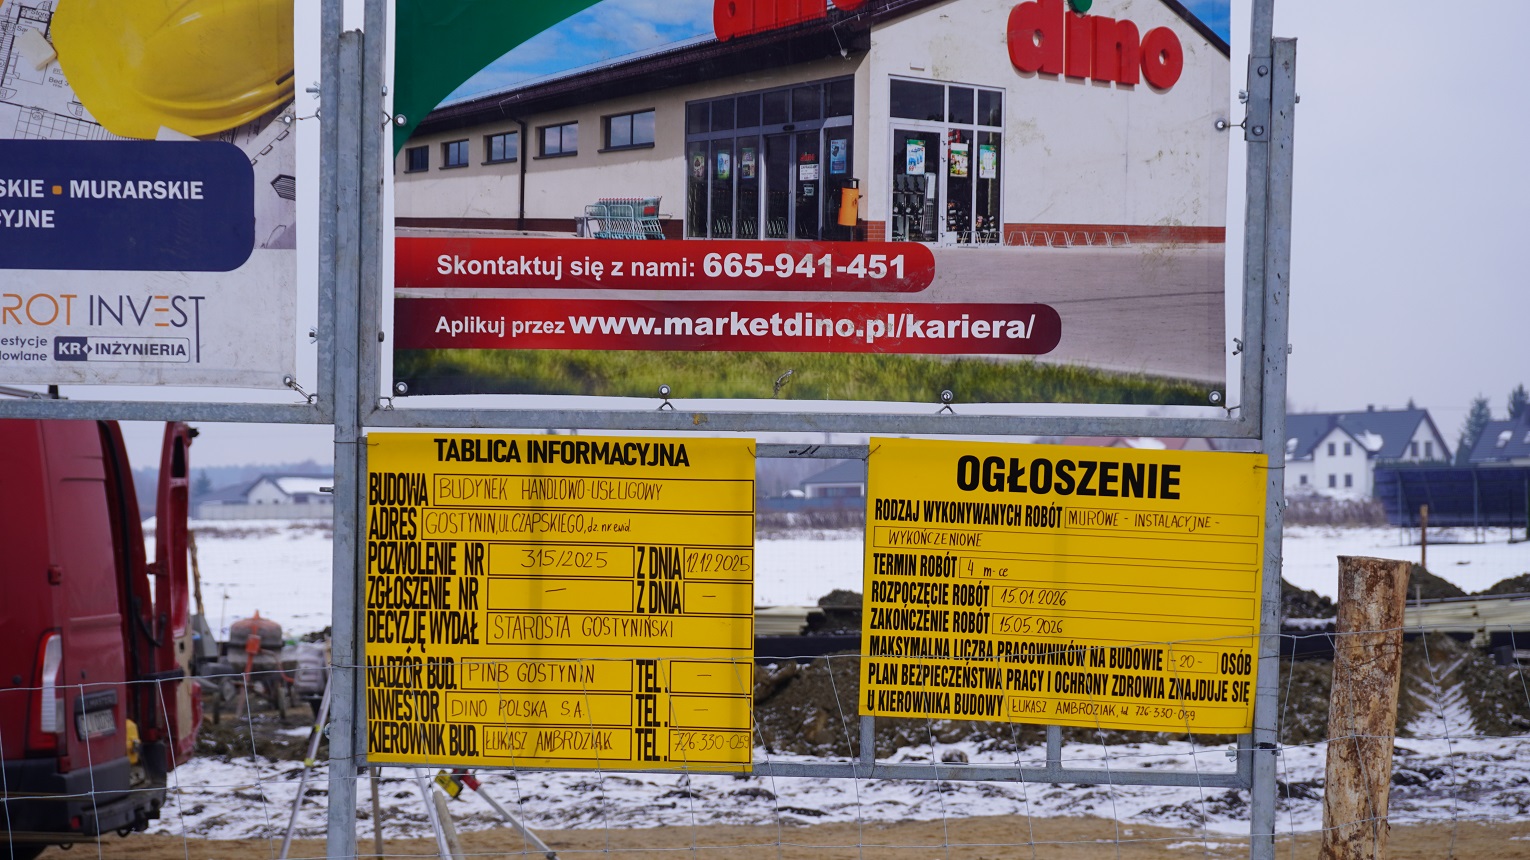 SKIE • MURARSKIE
YJNE
ROT INVEST
estycje
lowlane
KR INŻYNIERIA
dino
dino
Skontaktuj się z nami: 665-941-451
Aplikuj przez www.marketdino.pl/kariera/
TABLICA INFORMACYJNA
BUDOWA BUDYNEK HANDLOWO-USŁUGOWY
ADRES GOSTYNIN, UL.CZAPSKIEGO, dz nr ewid.
POZWOLENIE NR 315/2025 Z DNIA 12.12.2025
ZGŁOSZENIE NR — Z DNIA —
DECYZJĘ WYDAŁ STAROSTA GOSTYNIŃSKI
NADZÓR BUD. PINB GOSTYNIN TEL. —
INWESTOR DINO POLSKA S.A. TEL. —
KIEROWNIK BUD. ŁUKASZ AMBROZIAK TEL. 726 330-059
OGŁOSZENIE
RODZAJ WYKONYWANYCH ROBÓT MUROWE - INSTALACYJNE -
WYKOŃCZENIOWE
TERMIN ROBÓT 4 m-ce
ROZPOCZĘCIE ROBÓT 15.01.2026
ZAKOŃCZENIE ROBÓT 15.05.2026
MAKSYMALNA LICZBA PRACOWNIKÓW NA BUDOWIE -20- OSÓB
PLAN BEZPIECZEŃSTWA PRACY I OCHRONY ZDROWIA ZNAJDUJE SIĘ
U KIEROWNIKA BUDOWY ŁUKASZ AMBROZIAK, tel 726-330-059